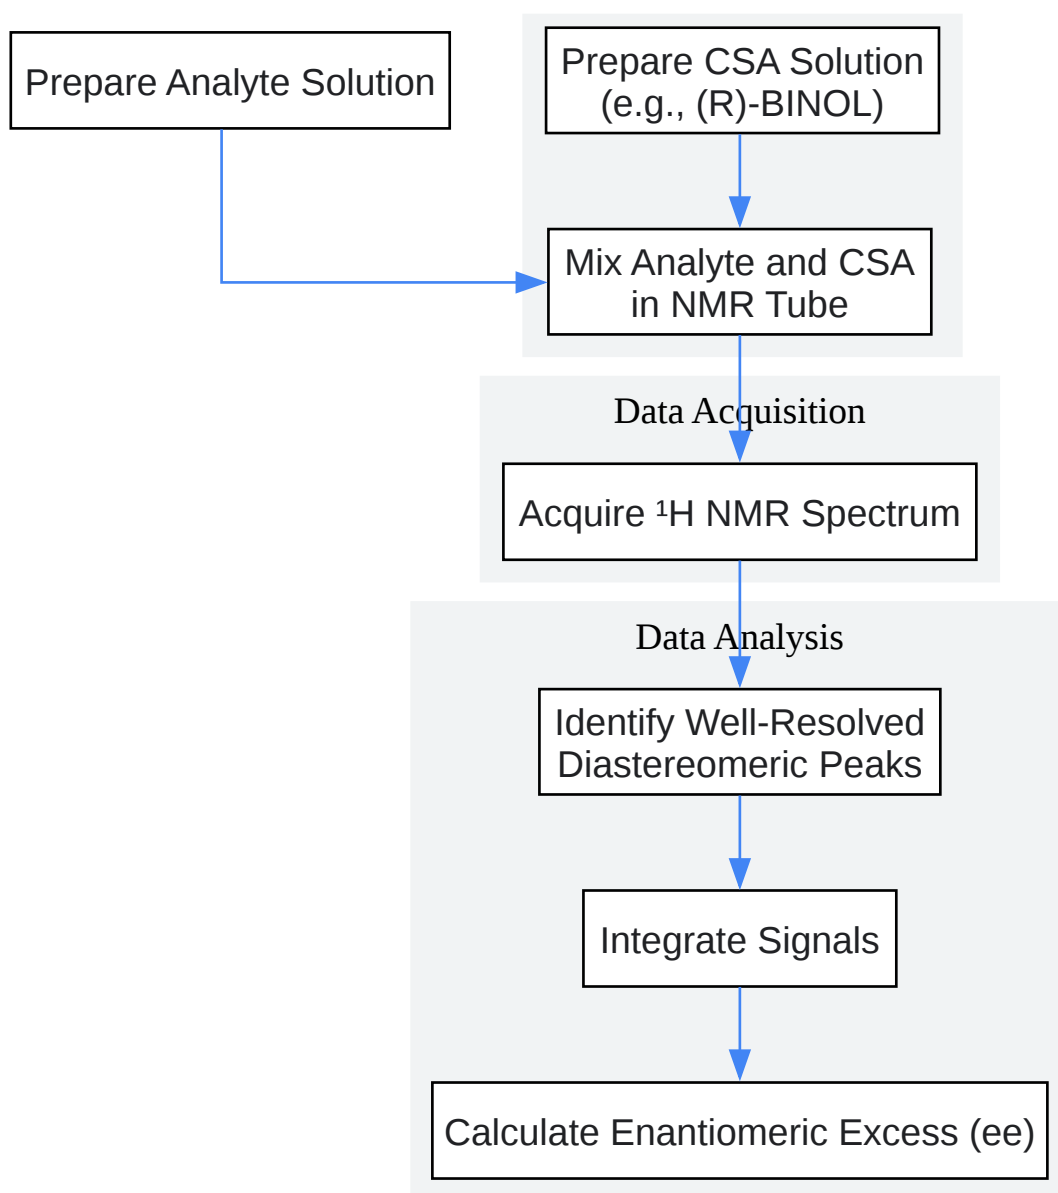 Prepare Analyte Solution
Prepare CSA Solution
(e.g., (R)-BINOL)
Mix Analyte and CSA
in NMR Tube
Data Acquisition
Acquire ¹H NMR Spectrum
Data Analysis
Identify Well-Resolved
Diastereomeric Peaks
Integrate Signals
Calculate Enantiomeric Excess (ee)